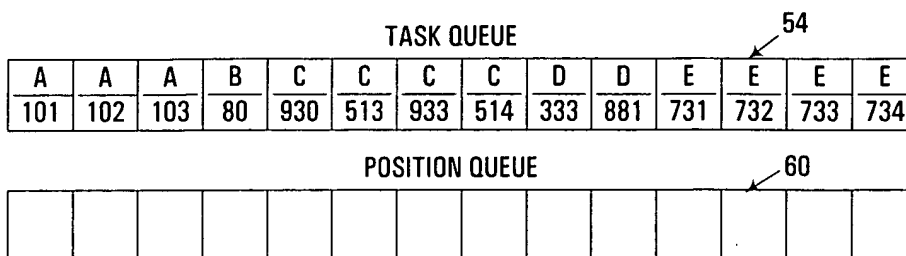 TASK QUEUE
54
A A A B C C C C D D E E E E
101 102 103 80 930 513 933 514 333 881 731 732 733 734
POSITION QUEUE
60